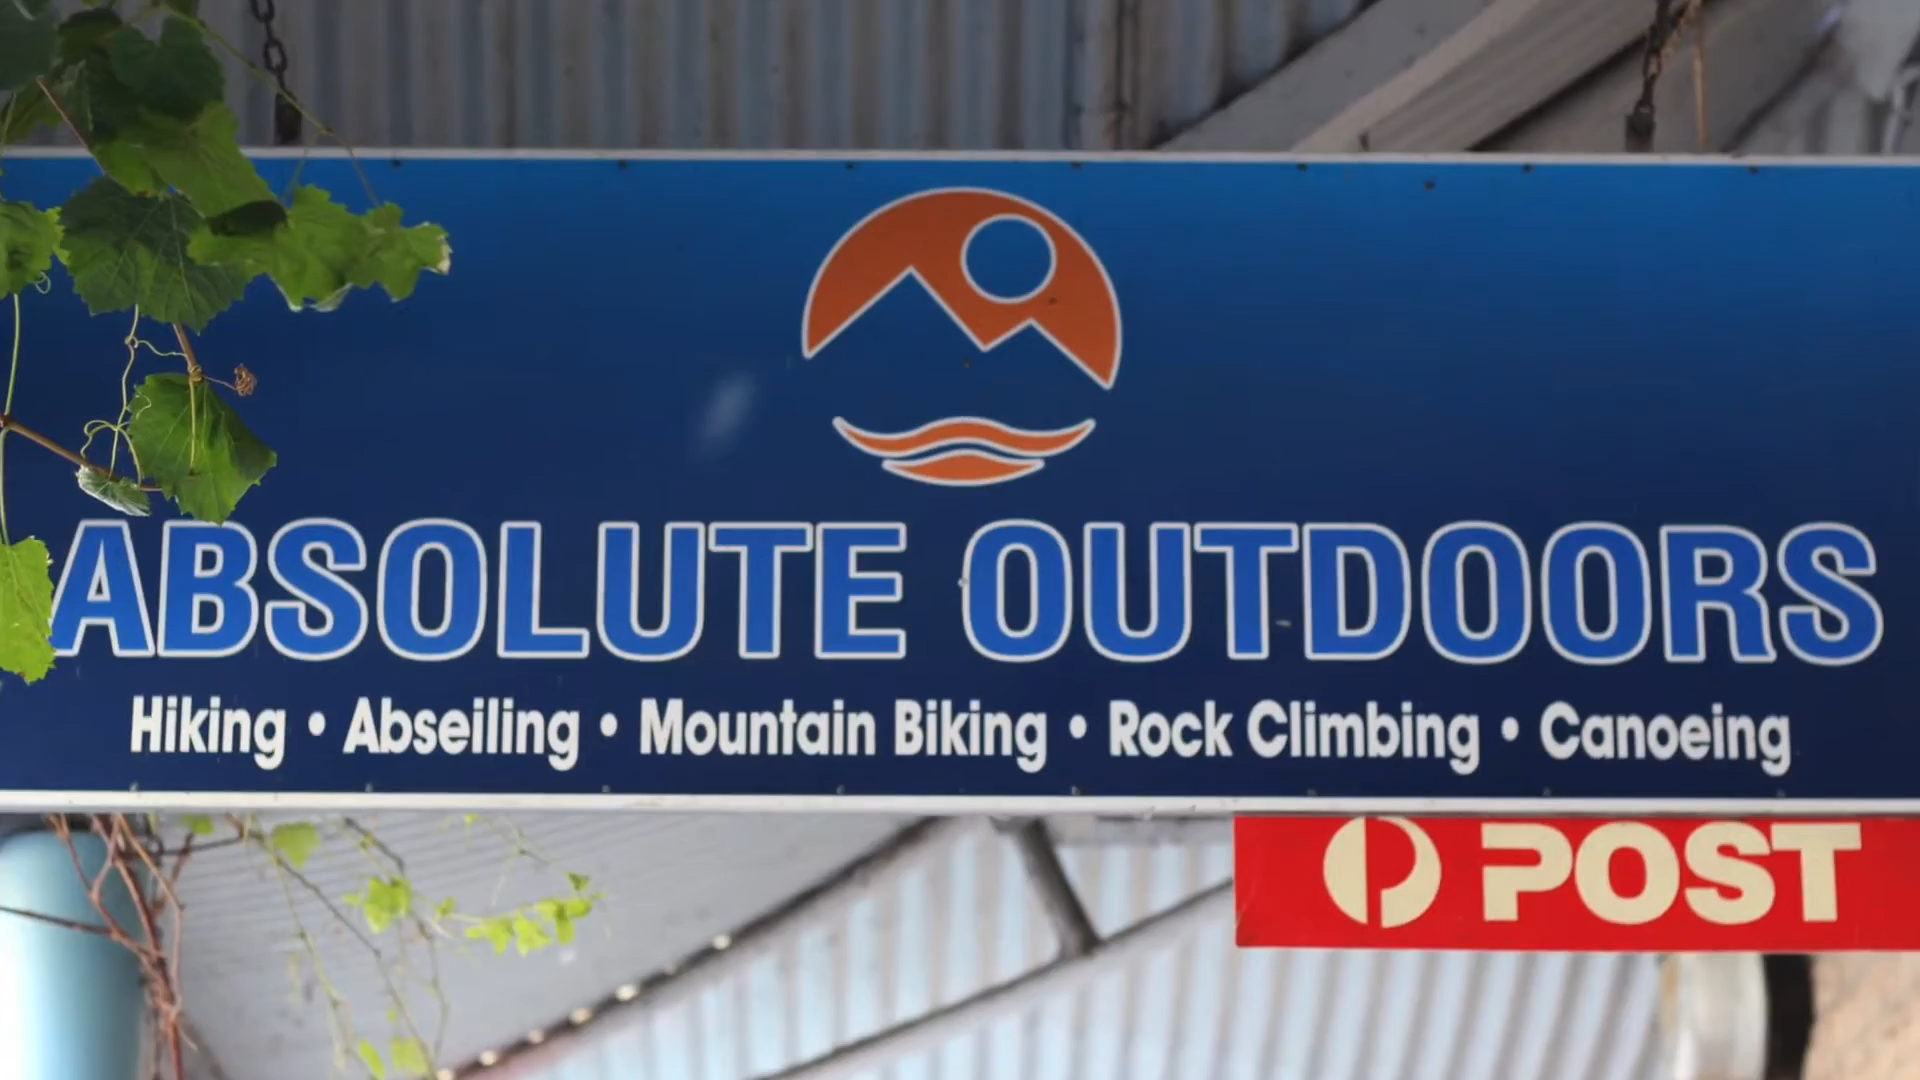 ABSOLUTE OUTDOORS
Hiking • Abseiling • Mountain Biking • Rock Climbing • Canoeing
POST